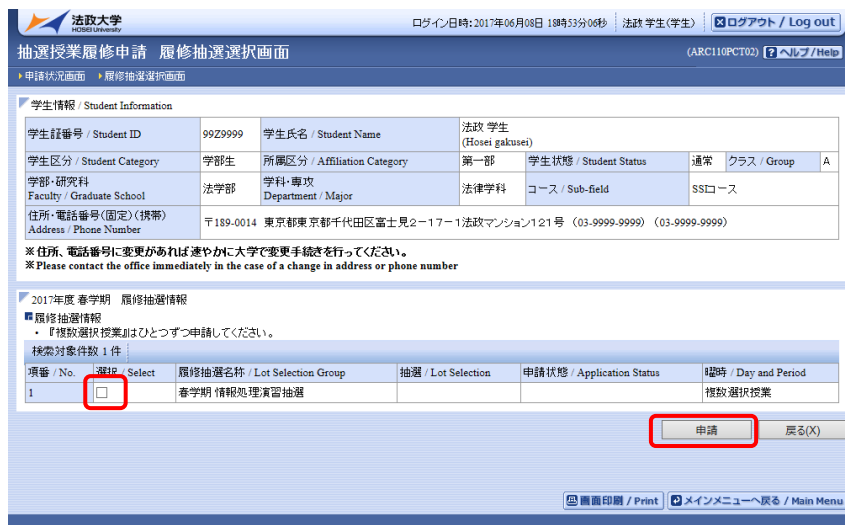 法政大学
HOSEI University
ログイン日時:2017年06月08日 18時53分06秒 法政 学生(学生) ログアウト / Log out
抽選授業履修申請 履修抽選選択画面 (ARC110PCT02) ヘルプ/Help
申請状況画面 履修抽選選択画面
学生情報 / Student Information
学生証番号 / Student ID 99Z9999 学生氏名 / Student Name 法政 学生
(Hosei gakusei)
学生区分 / Student Category 学部生 所属区分 / Affiliation Category 第一部 学生状態 / Student Status 通常 クラス / Group A
学部・研究科
Faculty / Graduate School 法学部 学科・専攻
Department / Major 法律学科 コース / Sub-field SSIコース
住所・電話番号(固定)(携帯)
Address / Phone Number 〒189-0014 東京都東京都千代田区富士見2-17-1法政マンション121号 (03-9999-9999) (03-9999-9999)
※住所、電話番号に変更があれば速やかに大学で変更手続きを行ってください。
※Please contact the office immediately in the case of a change in address or phone number
2017年度 春学期 履修抽選情報
履修抽選情報
・ 『複数選択授業』はひとつずつ申請してください。
検索対象件数 1 件
項番 / No. 選択 / Select 履修抽選名称 / Lot Selection Group 抽選 / Lot Selection 申請状態 / Application Status 曜時 / Day and Period
1 春学期 情報処理演習抽選 複数選択授業
申請 戻る(X)
画面印刷 / Print メインメニューへ戻る / Main Menu